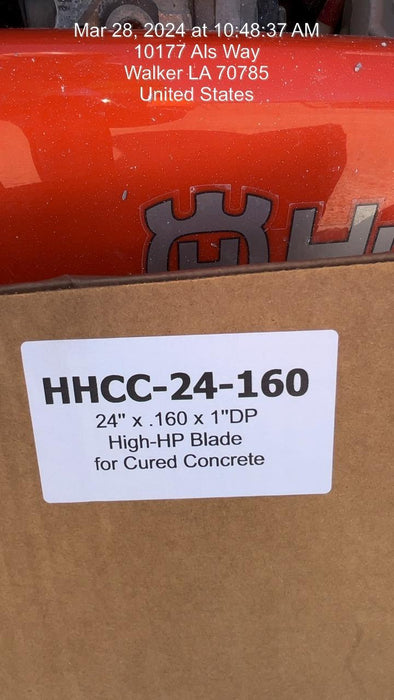 Mar 28, 2024 at 10:48:37 AM
10177 Als Way
Walker LA 70785
United States
H H
HHCC-24-160
24" x .160 x 1"DP
High-HP Blade
for Cured Concrete